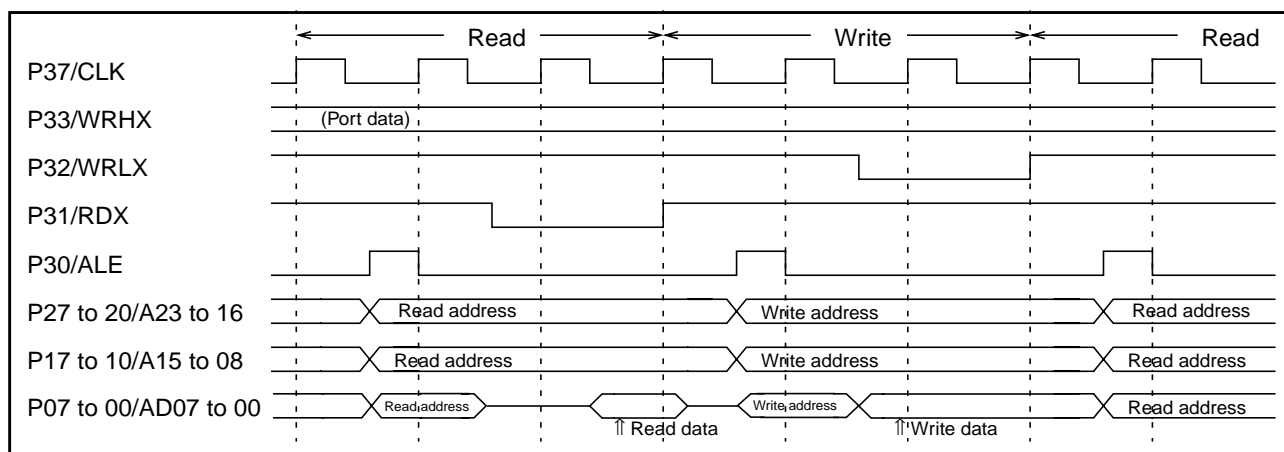 Read Write Read
P37/CLK
P33/WRHX (Port data)
P32/WRLX
P31/RDX
P30/ALE
P27 to 20/A23 to 16 Read address Write address Read address
P17 to 10/A15 to 08 Read address Write address Read address
P07 to 00/AD07 to 00 Read address Write address Read address
⇑ Read data ⇑ Write data